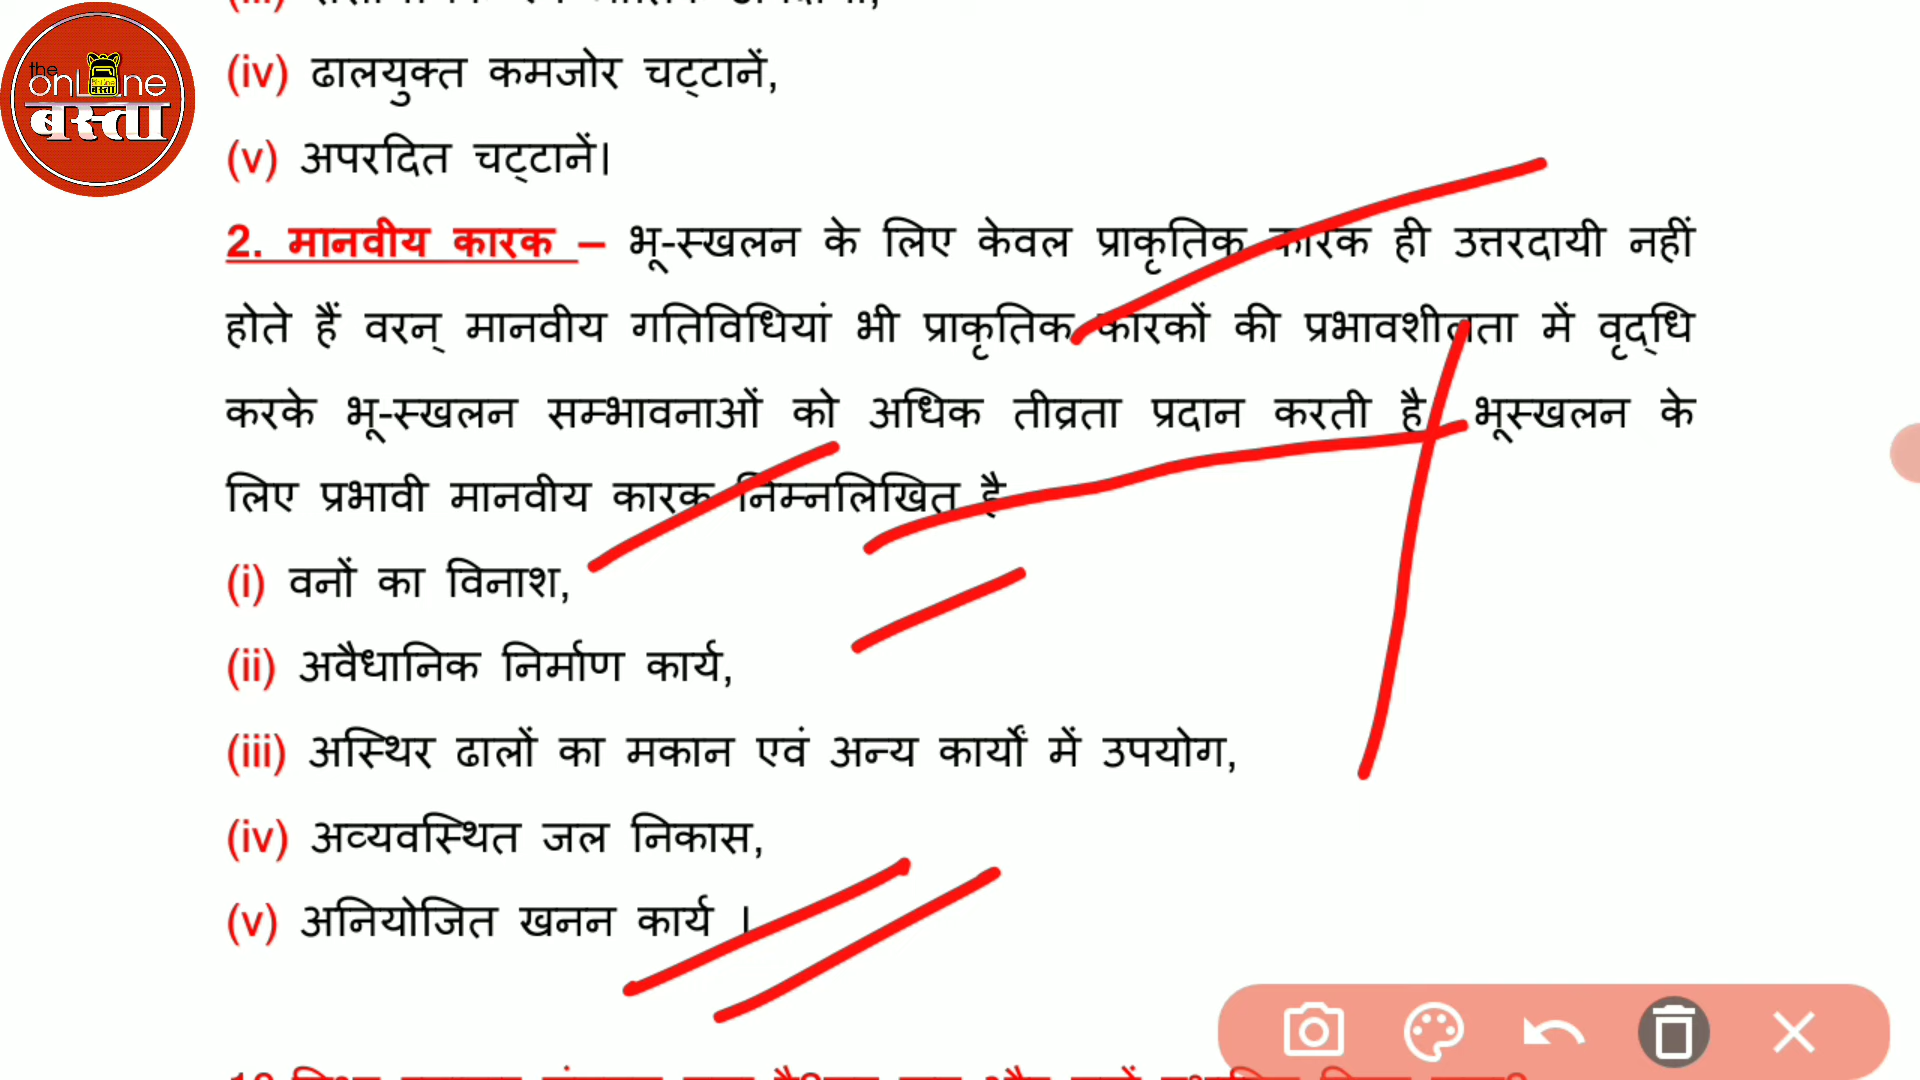 the
onLine
बस्ता
(iv) ढालयुक्त कमजोर चट्टानें,
(v) अपरदित चट्टानें।
2. मानवीय कारक – भू-स्खलन के लिए केवल प्राकृतिक कारक ही उत्तरदायी नहीं
होते हैं वरन् मानवीय गतिविधियां भी प्राकृतिक कारकों की प्रभावशीलता में वृद्धि
करके भू-स्खलन सम्भावनाओं को अधिक तीव्रता प्रदान करती है भूस्खलन के
लिए प्रभावी मानवीय कारक निम्नलिखित है
(i) वनों का विनाश,
(ii) अवैधानिक निर्माण कार्य,
(iii) अस्थिर ढालों का मकान एवं अन्य कार्यों में उपयोग,
(iv) अव्यवस्थित जल निकास,
(v) अनियोजित खनन कार्य ।